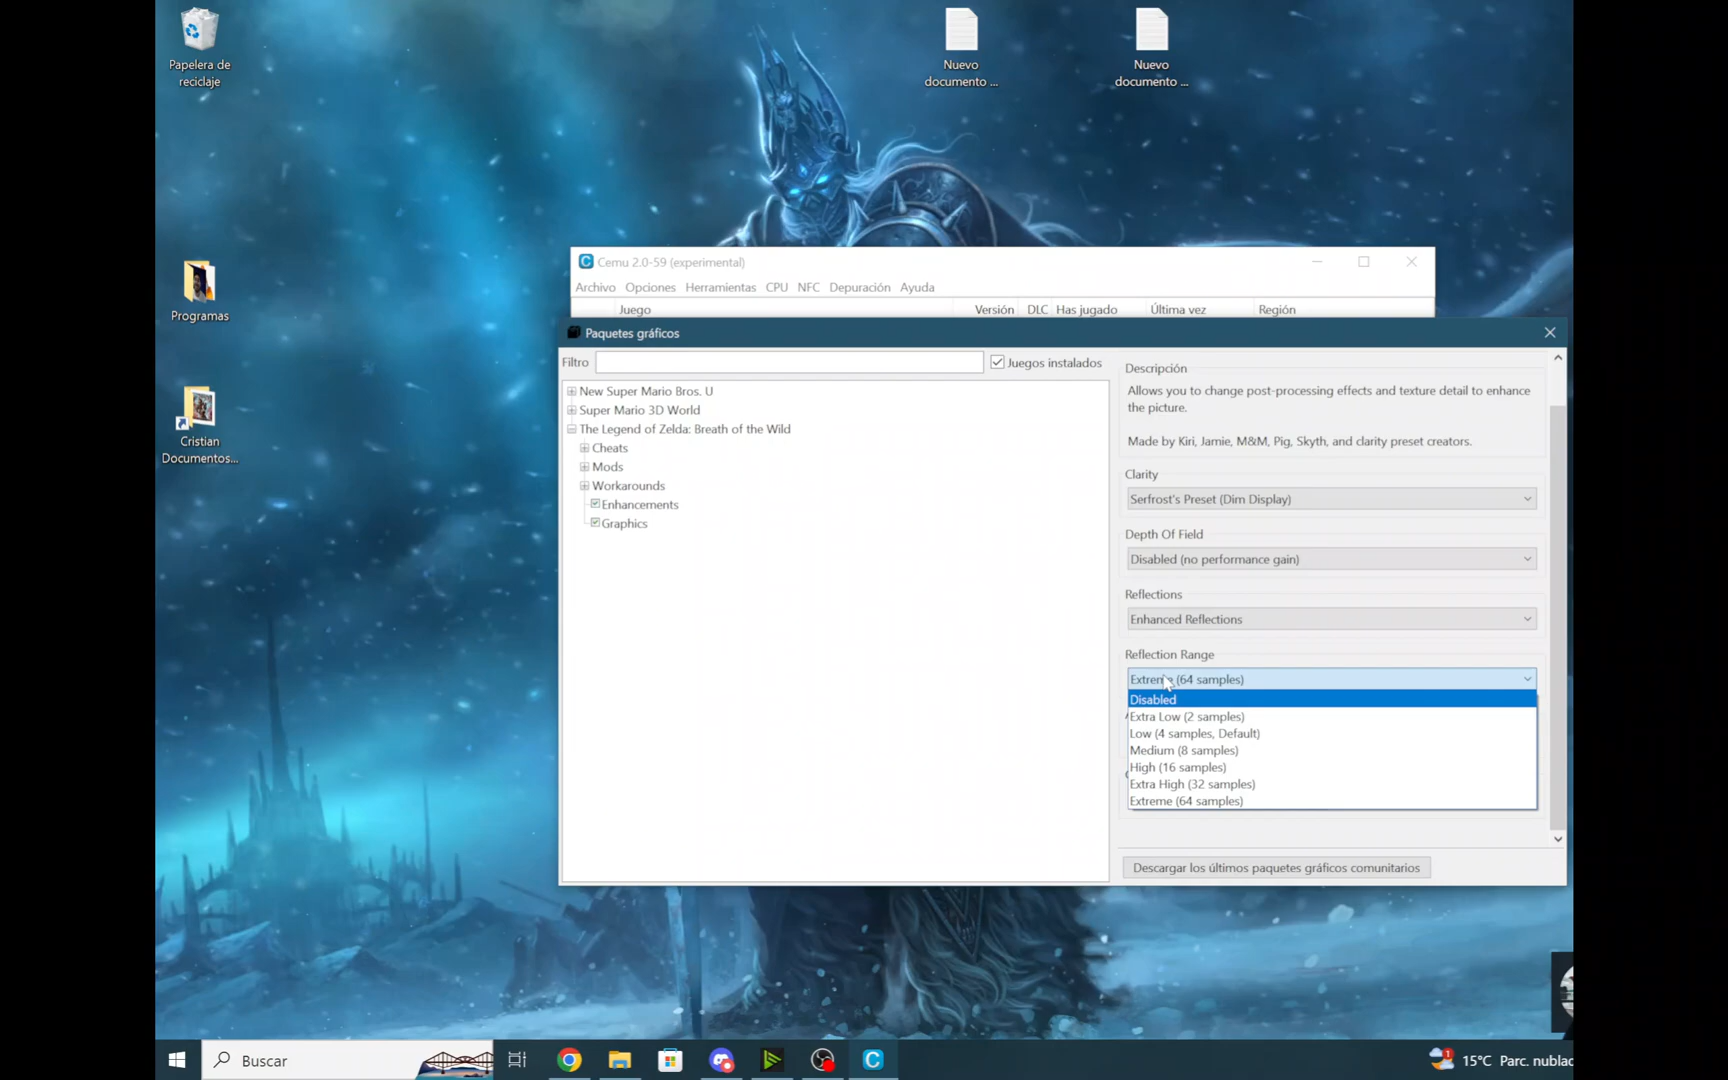 Papelera de
reciclaje
Nuevo
documento ...
Nuevo
documento ...
Programas
Cristian
Documentos...
Cemu 2.0-59 (experimental)
Archivo Opciones Herramientas CPU NFC Depuración Ayuda
Juego Versión DLC Has jugado Última vez Región
Paquetes gráficos
Filtro
Juegos instalados
New Super Mario Bros. U
Super Mario 3D World
The Legend of Zelda: Breath of the Wild
Cheats
Mods
Workarounds
Enhancements
Graphics
Descripción
Allows you to change post-processing effects and texture detail to enhance
the picture.
Made by Kiri, Jamie, M&M, Pig, Skyth, and clarity preset creators.
Clarity
Serfrost's Preset (Dim Display)
Depth Of Field
Disabled (no performance gain)
Reflections
Enhanced Reflections
Reflection Range
Extreme (64 samples)
Disabled
Extra Low (2 samples)
Low (4 samples, Default)
Medium (8 samples)
High (16 samples)
Extra High (32 samples)
Extreme (64 samples)
Descargar los últimos paquetes gráficos comunitarios
Buscar
1
15°C Parc. nublac